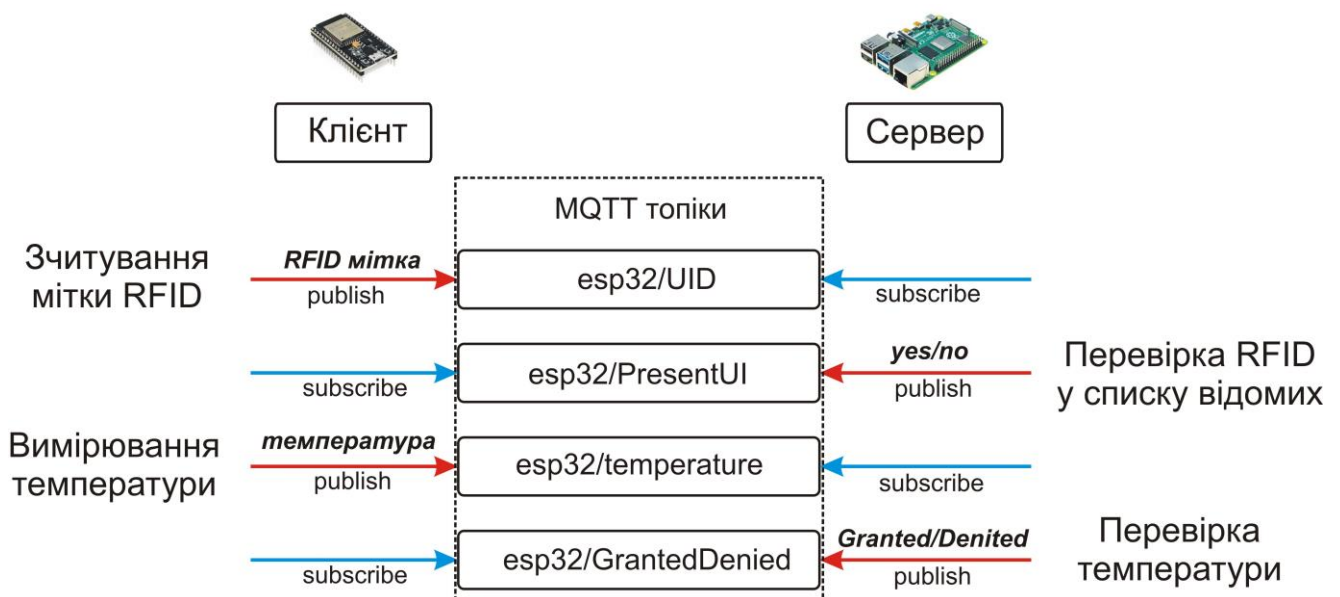 Клієнт
Сервер
MQTT топіки
Зчитування
мітки RFID
RFID мітка
publish
esp32/UID
subscribe
subscribe
esp32/PresentUI
yes/no
publish
Перевірка RFID
у списку відомих
Вимірювання
температури
температура
publish
esp32/temperature
subscribe
subscribe
esp32/GrantedDenied
Granted/Denited
publish
Перевірка
температури